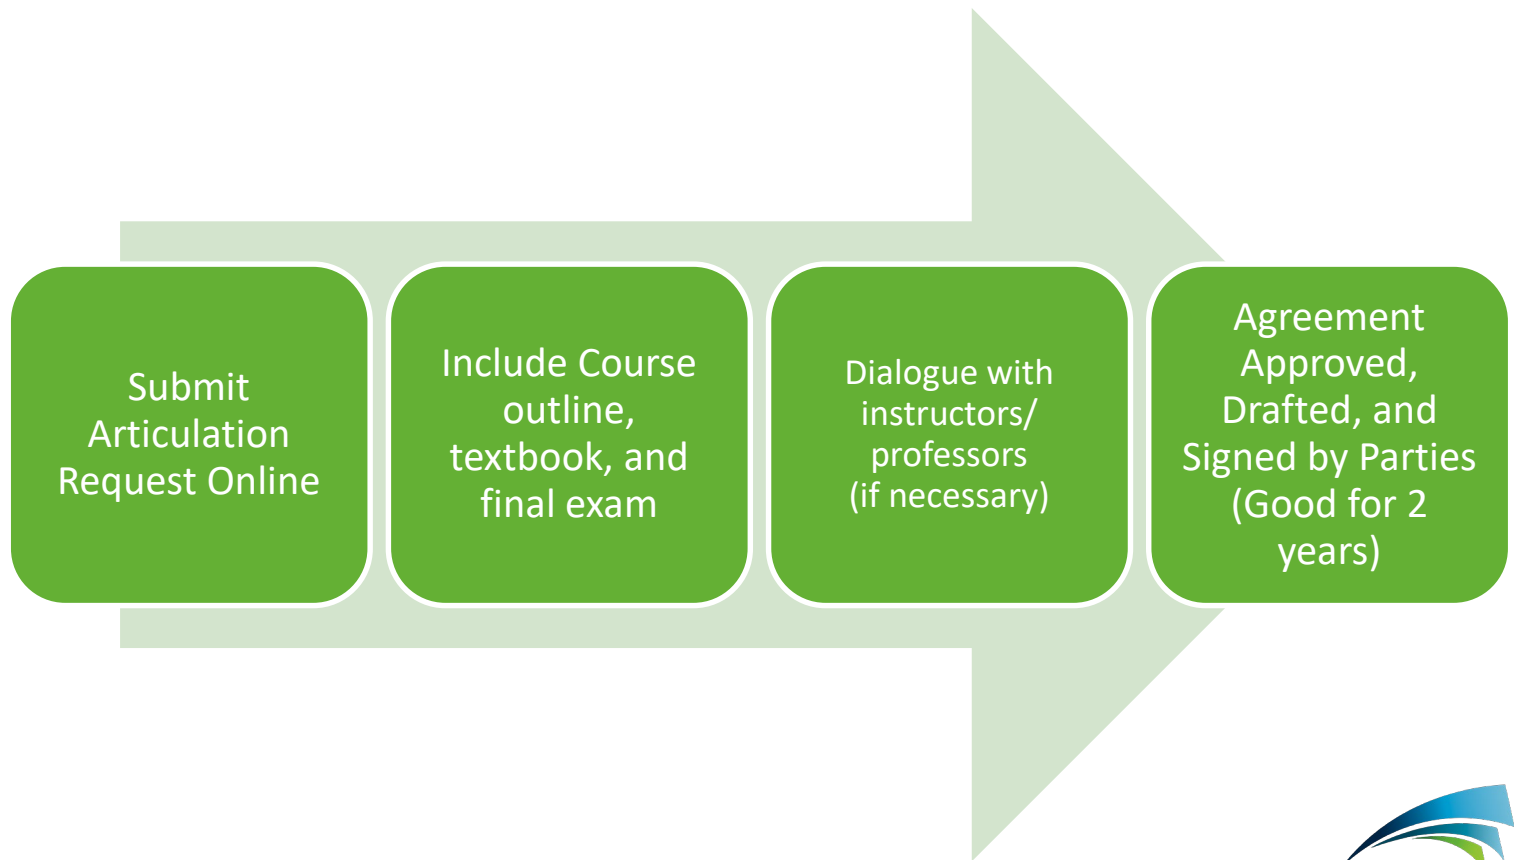 Submit
Articulation
Request Online
Include Course
outline,
textbook, and
final exam
Dialogue with
instructors/
professors
(if necessary)
Agreement
Approved,
Drafted, and
Signed by Parties
(Good for 2
years)